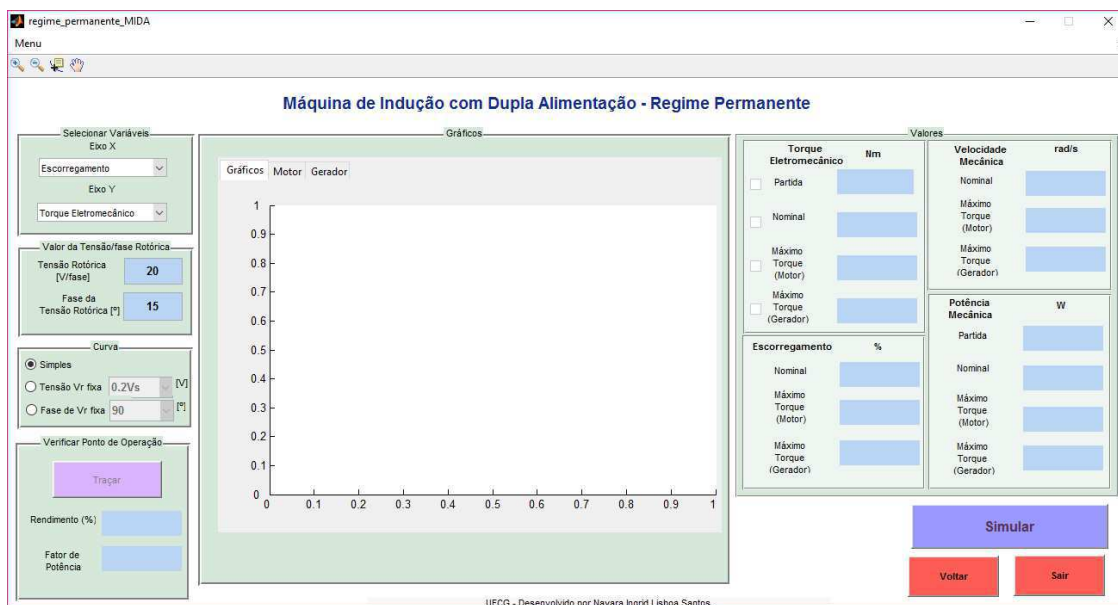 regime_permanente_MIDA
Menu
Máquina de Indução com Dupla Alimentação - Regime Permanente
Selecionar Variáveis
Eixo X
Escorregamento
Eixo Y
Torque Eletromecânico
Valor da Tensão/fase Rotórica
Tensão Rotórica
[V/fase]
20
Fase da
Tensão Rotórica [º]
15
Curva
Simples
Tensão Vr fixa 0.2Vs [V]
Fase de Vr fixa 90 [º]
Verificar Ponto de Operação
Traçar
Rendimento (%)
Fator de
Potência
Gráficos
Gráficos Motor Gerador
1
0.9
0.8
0.7
0.6
0.5
0.4
0.3
0.2
0.1
0
0 0.1 0.2 0.3 0.4 0.5 0.6 0.7 0.8 0.9 1
Valores
Torque
Eletromecânico
Nm
Partida
Nominal
Máximo
Torque
(Motor)
Máximo
Torque
(Gerador)
Velocidade
Mecânica
rad/s
Nominal
Máximo
Torque
(Motor)
Máximo
Torque
(Gerador)
Escorregamento %
Nominal
Máximo
Torque
(Motor)
Máximo
Torque
(Gerador)
Potência
Mecânica
W
Partida
Nominal
Máximo
Torque
(Motor)
Máximo
Torque
(Gerador)
Simular
Voltar
Sair
UFCG - Desenvolvido por Nayara Ingrid Lisboa Santos